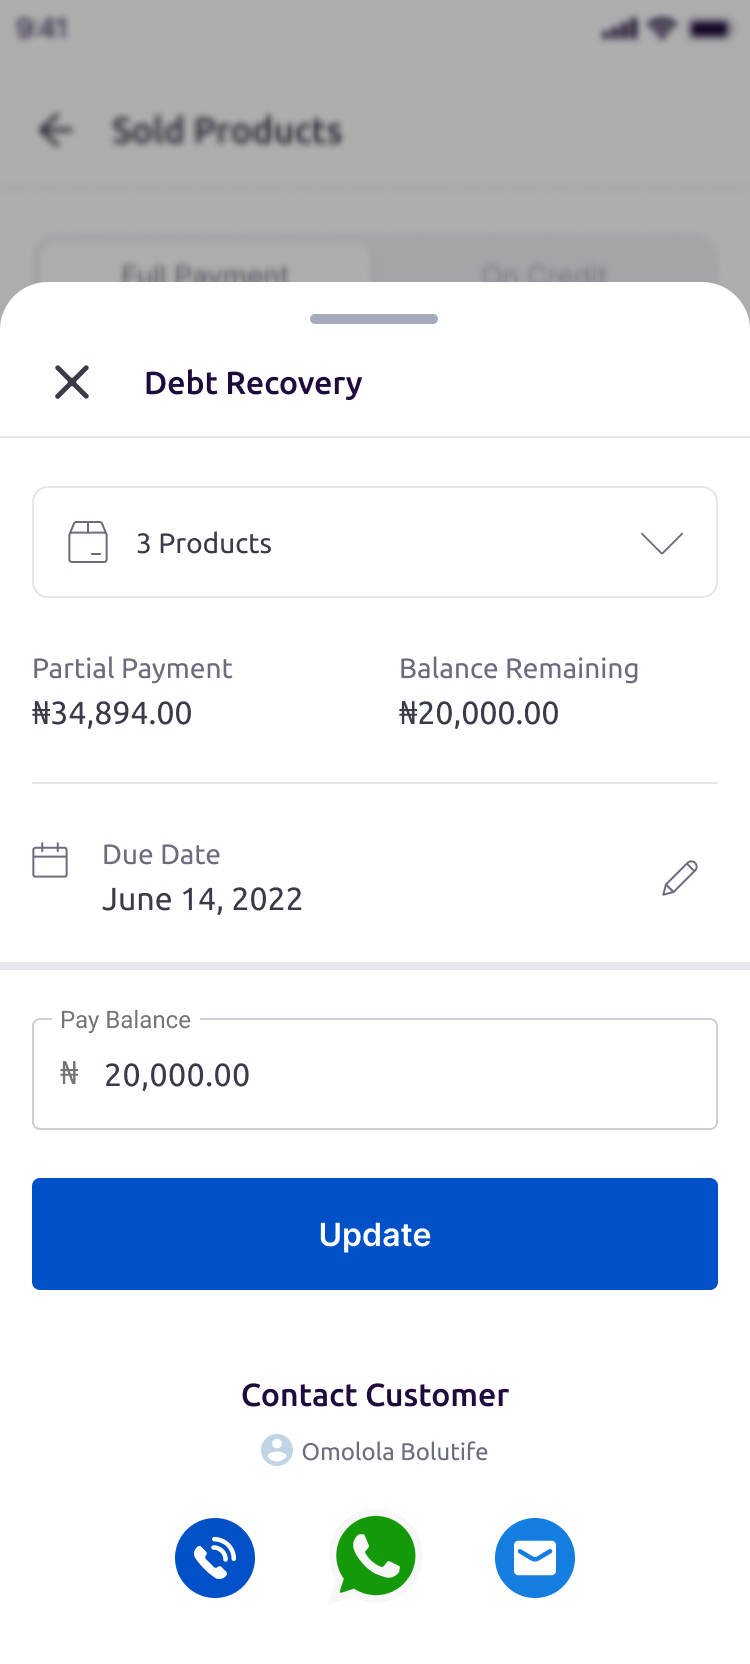 9:41
Sold Products
Full Payment
On Credit
Debt Recovery
3 Products
Partial Payment
Balance Remaining
₦34,894.00
₦20,000.00
Due Date
June 14, 2022
Pay Balance
₦ 20,000.00
Update
Contact Customer
Omolola Bolutife